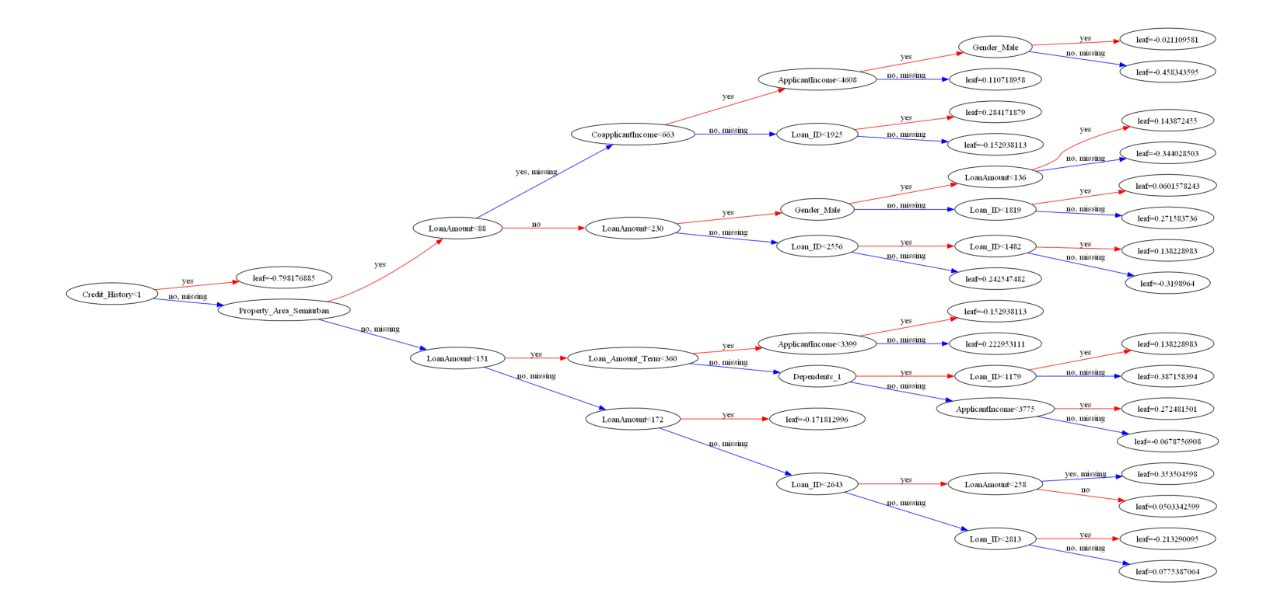 Gender_Male
yes
leaf=-0.021109581
no, missing
leaf=-0.458343595
yes
ApplicantIncome<4608
no, missing
leaf=0.110718958
yes
CoapplicantIncome<663
no, missing
Loan_ID<1925
yes
leaf=0.284171879
no, missing
leaf=-0.152938113
yes, missing
LoanAmount<88
no
LoanAmount<230
yes
Gender_Male
yes
LoanAmount<136
yes
leaf=0.143872455
no, missing
leaf=-0.344028503
no, missing
Loan_ID<1819
yes
leaf=0.0601578243
no, missing
leaf=0.271583736
no, missing
Loan_ID<2556
yes
Loan_ID<1482
yes
leaf=0.138228983
no, missing
leaf=-0.3198964
no, missing
leaf=0.242547482
yes
Credit_History<1
yes
leaf=-0.798176885
no, missing
Property_Area_Semiurban
no, missing
LoanAmount<151
yes
Loan_Amount_Term<360
yes
ApplicantIncome<3399
yes
leaf=-0.152938113
no, missing
leaf=0.222953111
no, missing
Dependents_1
yes
Loan_ID<1179
yes
leaf=0.138228983
no, missing
leaf=0.387158394
no, missing
ApplicantIncome<3775
yes
leaf=0.272481501
no, missing
leaf=-0.0678756908
no, missing
LoanAmount<172
yes
leaf=-0.171812996
no, missing
Loan_ID<2643
yes
LoanAmount<258
yes, missing
leaf=0.353504598
no
leaf=0.0503342599
no, missing
Loan_ID<2813
yes
leaf=-0.213290095
no, missing
leaf=0.0775387064